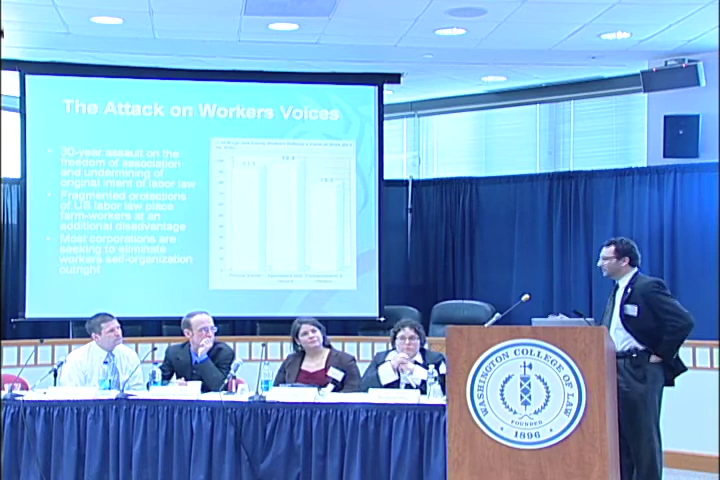 The Attack on Workers Voices
• 30-year assault on the
freedom of association
and undermining of
original intent of labor law
• Fragmented protections
of US labor law place
farm-workers at an
additional disadvantage
• Most corporations are
seeking to eliminate
workers self-organization
outright
WASHINGTON COLLEGE OF LAW
FOUNDED
1896